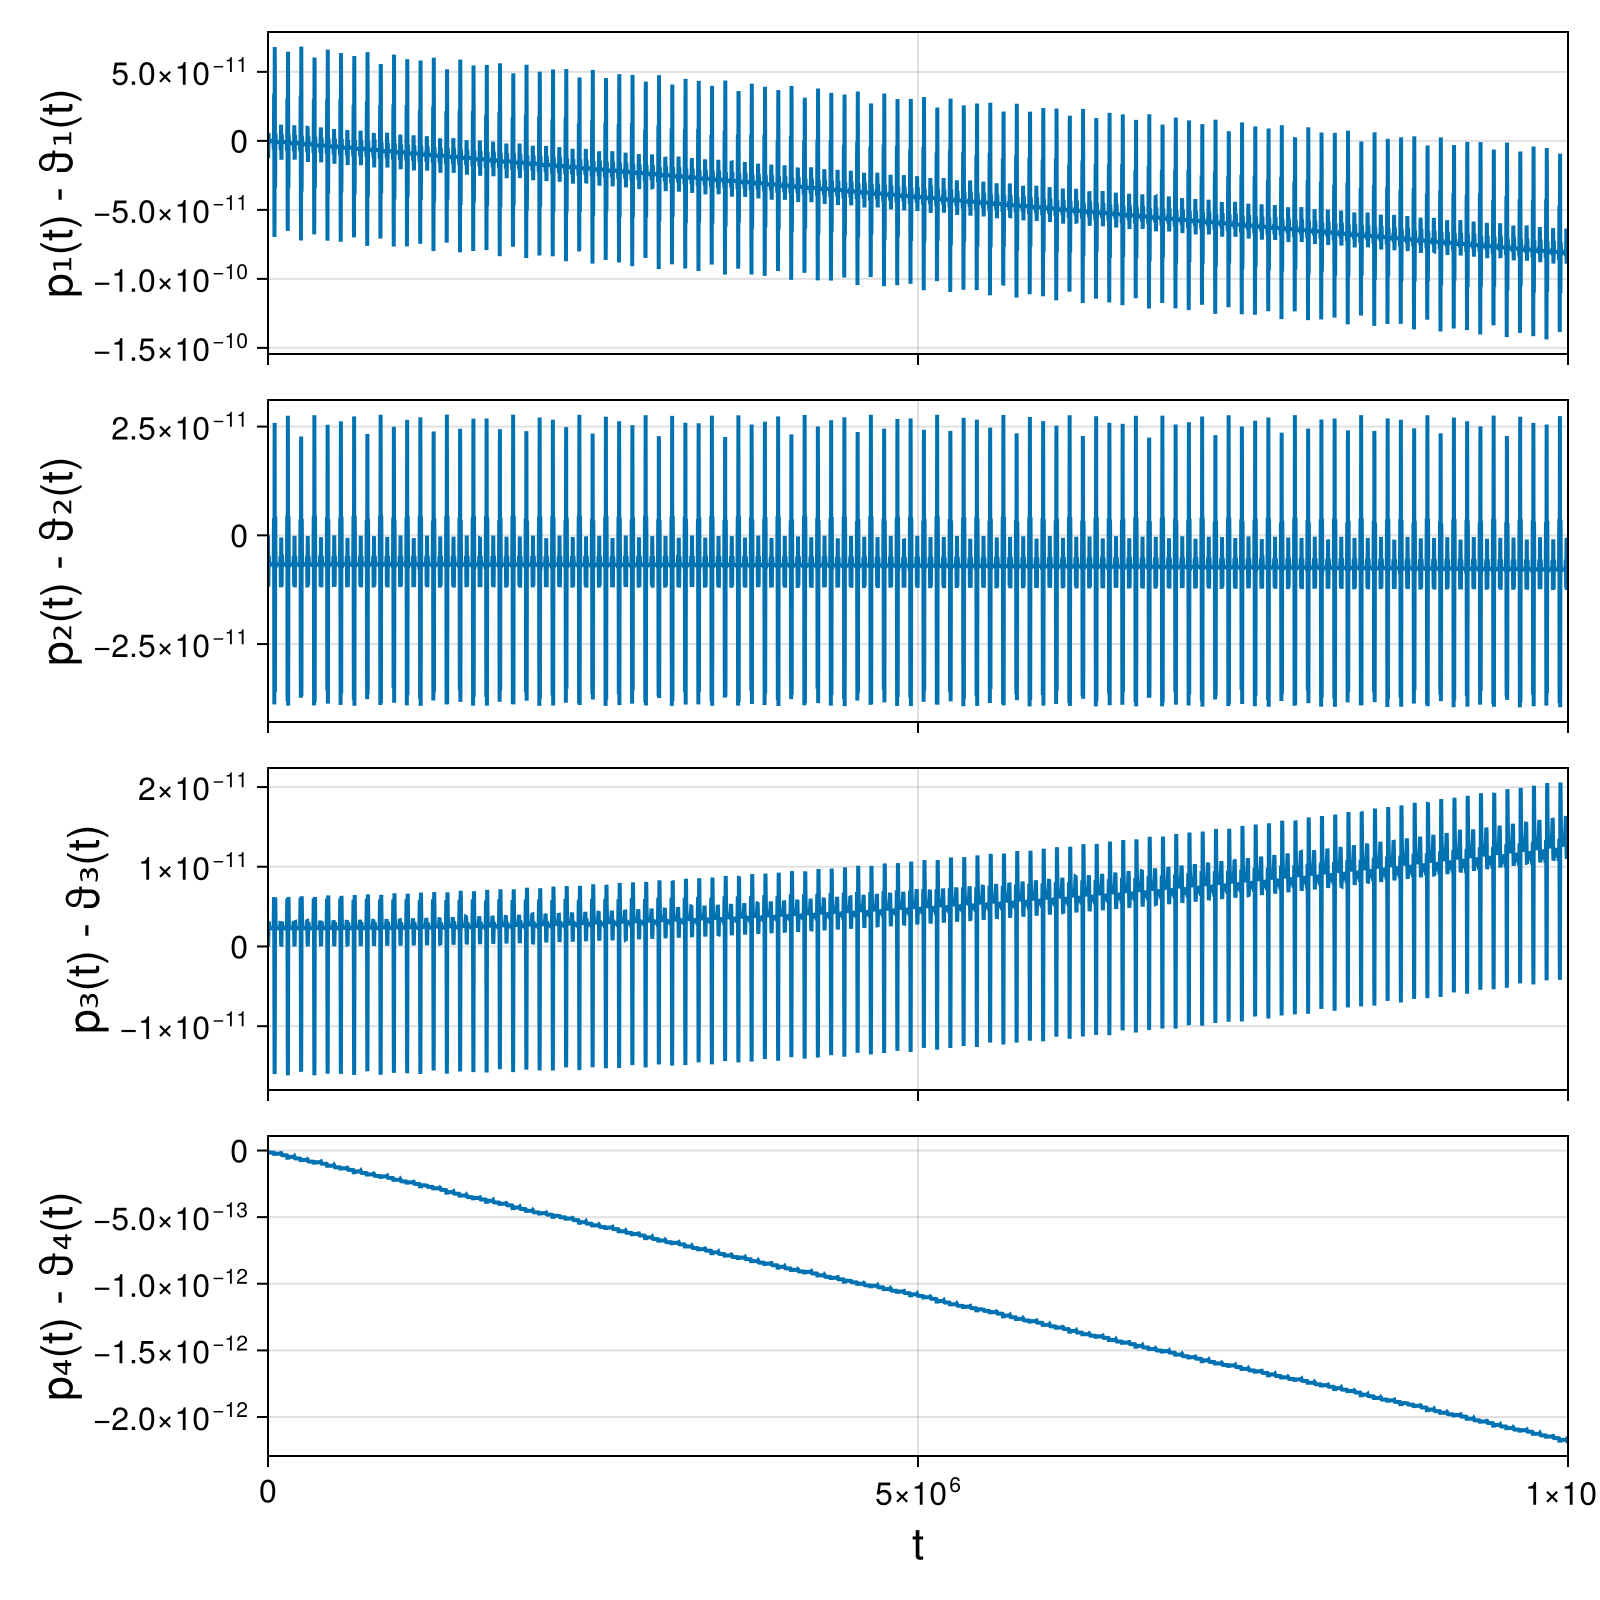 p₁(t) - ϑ₁(t)
5.0×10⁻¹¹
0
−5.0×10⁻¹¹
−1.0×10⁻¹⁰
−1.5×10⁻¹⁰
p₂(t) - ϑ₂(t)
2.5×10⁻¹¹
0
−2.5×10⁻¹¹
p₃(t) - ϑ₃(t)
2×10⁻¹¹
1×10⁻¹¹
0
−1×10⁻¹¹
p₄(t) - ϑ₄(t)
0
−5.0×10⁻¹³
−1.0×10⁻¹²
−1.5×10⁻¹²
−2.0×10⁻¹²
0 5×10⁶ 1×10
t